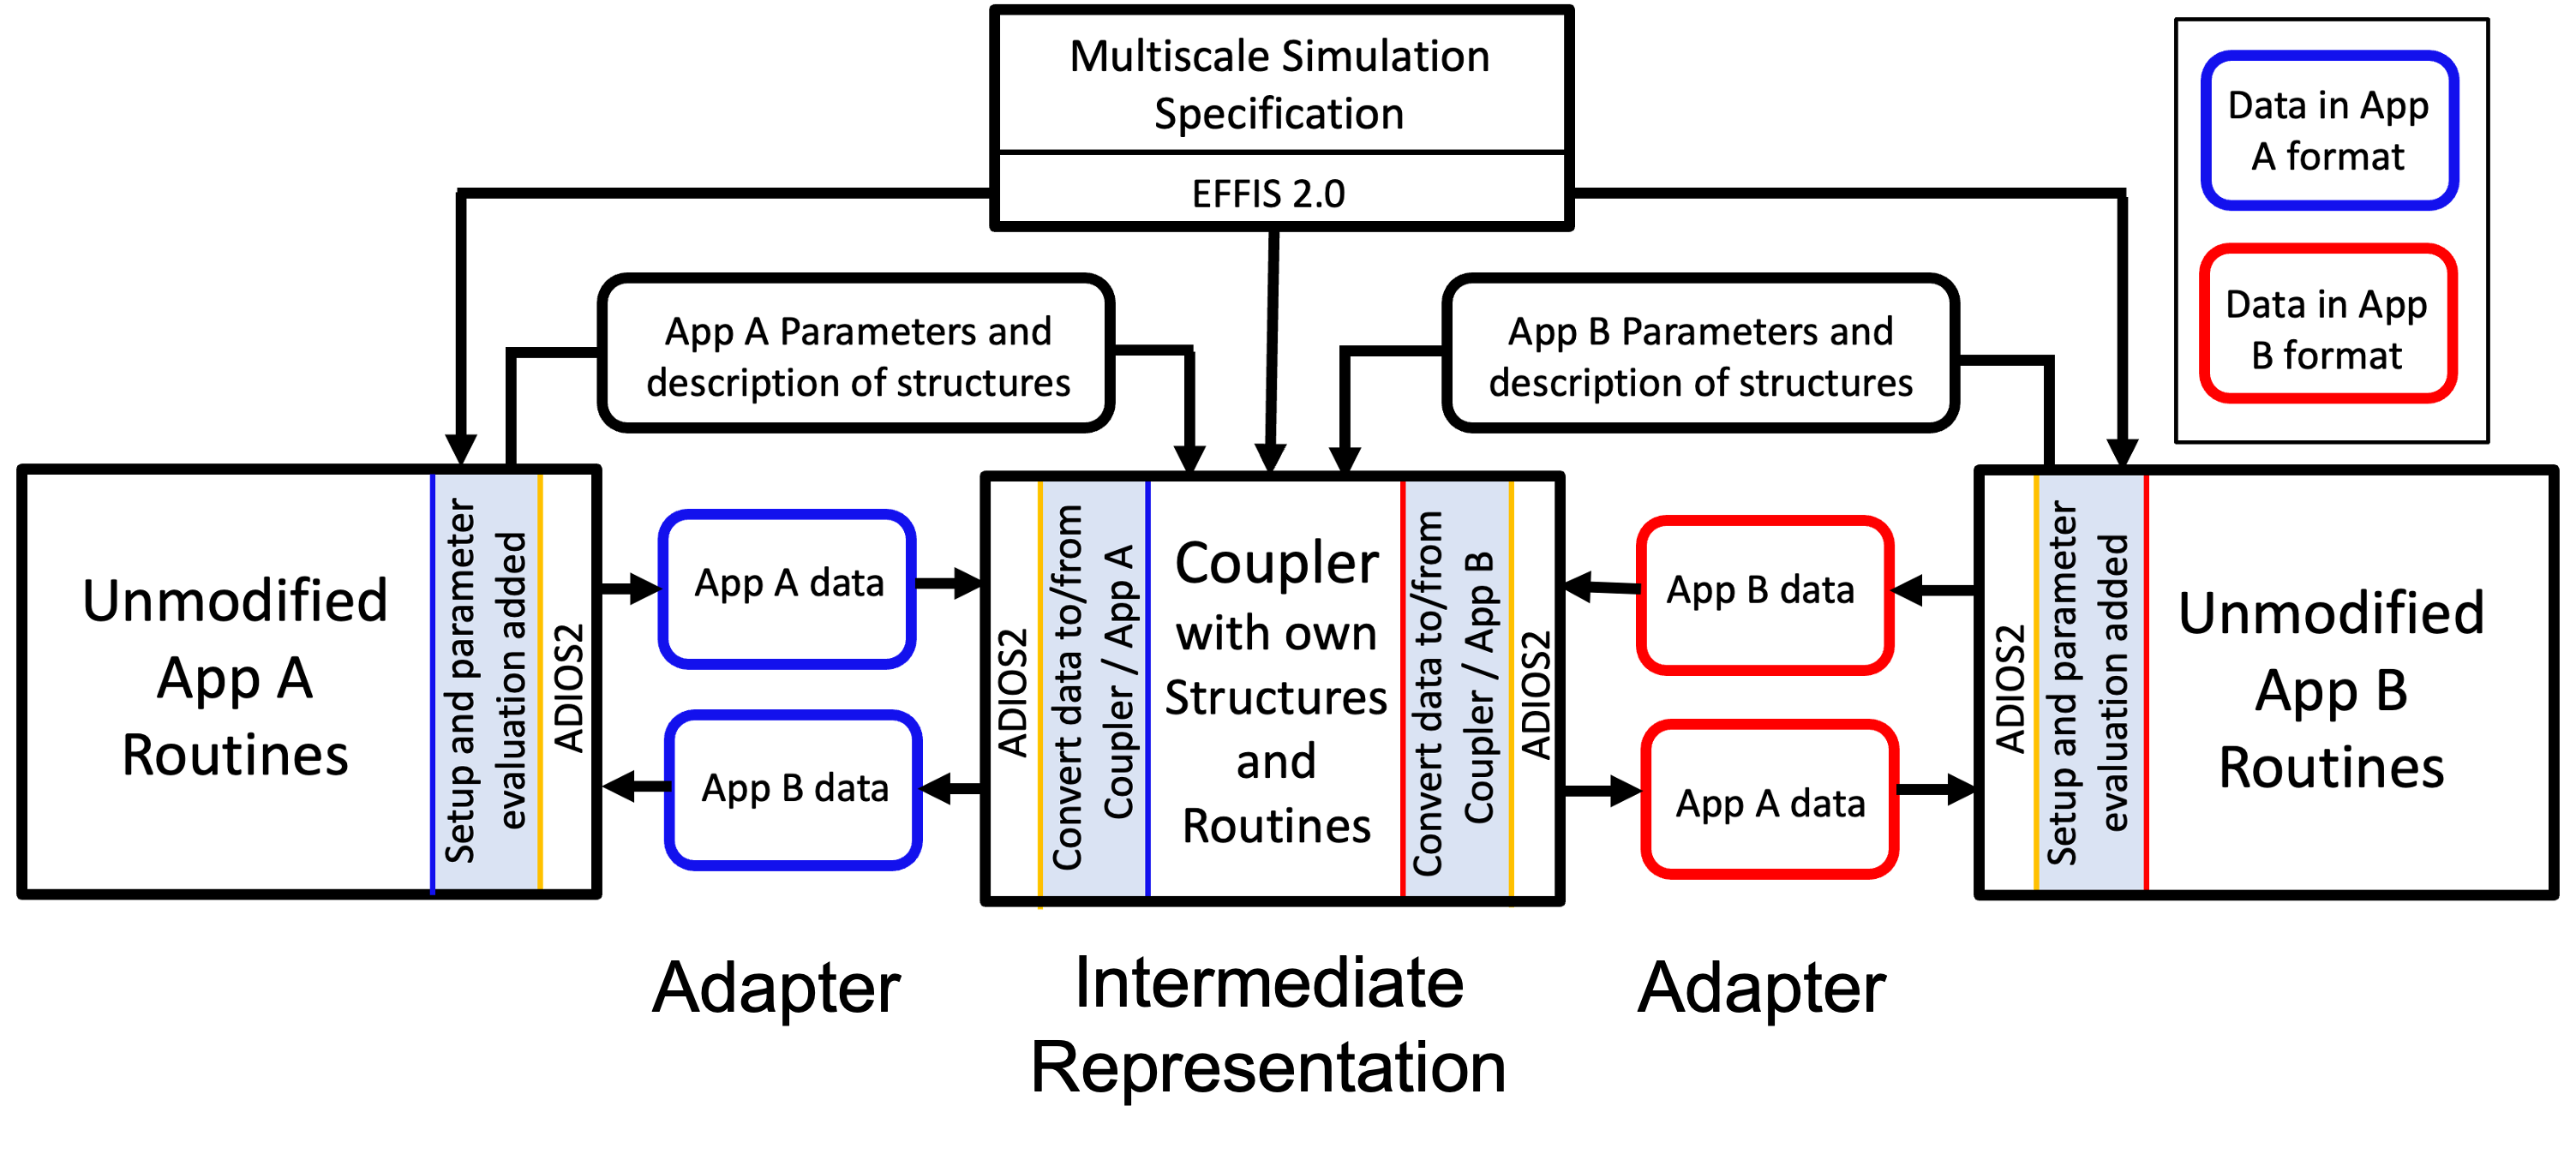 Multiscale Simulation
Specification
EFFIS 2.0
Data in App
A format
Data in App
B format
App A Parameters and
description of structures
App B Parameters and
description of structures
Unmodified
App A
Routines
Setup and parameter
evaluation added
ADIOS2
App A data
App B data
ADIOS2
Convert data to/from
Coupler / App A
Coupler
with own
Structures
and
Routines
Convert data to/from
Coupler / App B
ADIOS2
App B data
App A data
ADIOS2
Setup and parameter
evaluation added
Unmodified
App B
Routines
Adapter
Intermediate
Representation
Adapter